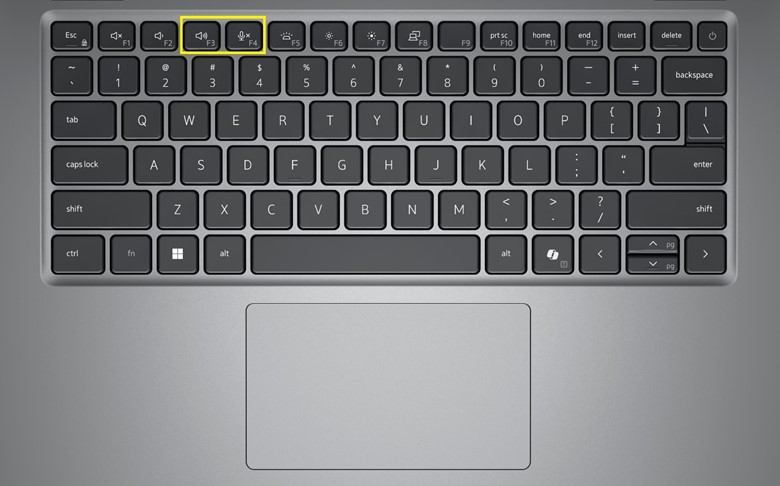 Esc F1 F2 F3 F4 F5 F6 F7 F8 F9 prt sc F10 home F11 end F12 insert delete
~ ` ! 1 @ 2 # 3 $ 4 % 5 ^ 6 & 7 * 8 ( 9 ) 0 — - + = backspace
tab Q W E R T Y U I O P { [ } ] | \
caps lock A S D F G H J K L : ; “ ‘ enter
shift Z X C V B N M < , > . ? / shift
ctrl fn alt alt < ^ pg v pg >